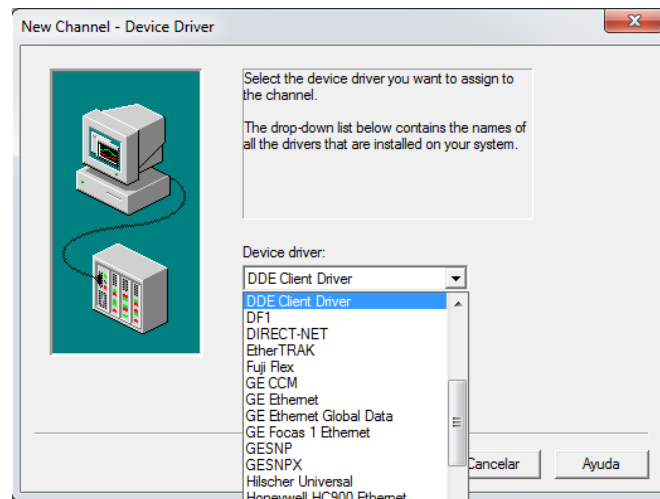 New Channel - Device Driver
Select the device driver you want to assign to
the channel.
The drop-down list below contains the names of
all the drivers that are installed on your system.
Device driver:
DDE Client Driver
DDE Client Driver
DF1
DIRECT-NET
EtherTRAK
Fuji Flex
GE CCM
GE Ethernet
GE Ethernet Global Data
GE Focas 1 Ethernet
GESNP
GESNPX
Hilscher Universal
Honeywell HC900 Ethernet
Cancelar
Ayuda